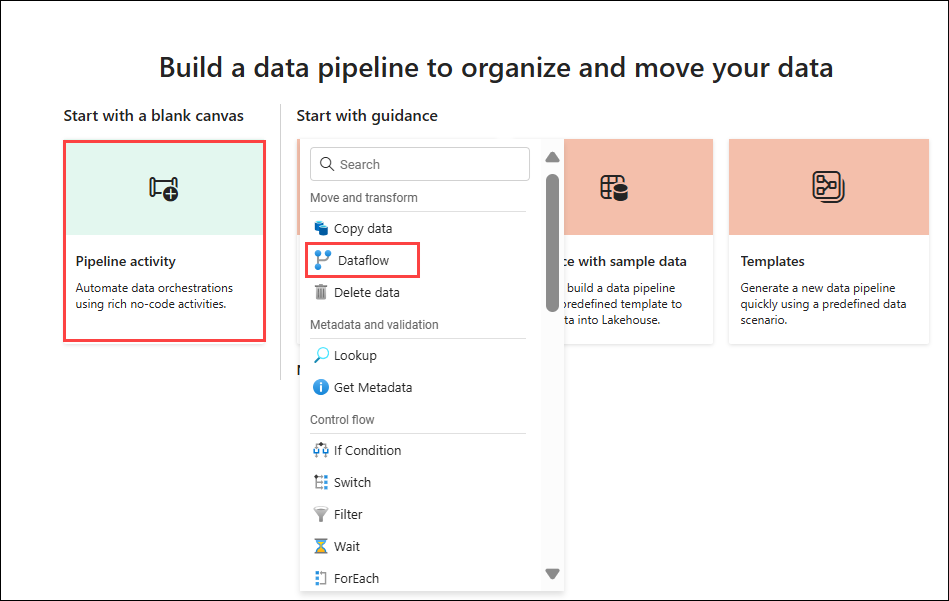 Build a data pipeline to organize and move your data
Start with a blank canvas
Start with guidance
Pipeline activity
Automate data orchestrations
using rich no-code activities.
Search
Move and transform
Copy data
Dataflow
Delete data
Metadata and validation
Lookup
Get Metadata
Control flow
If Condition
Switch
Filter
Wait
ForEach
with sample data
build a data pipeline
predefined template to
into Lakehouse.
Templates
Generate a new data pipeline
quickly using a predefined data
scenario.